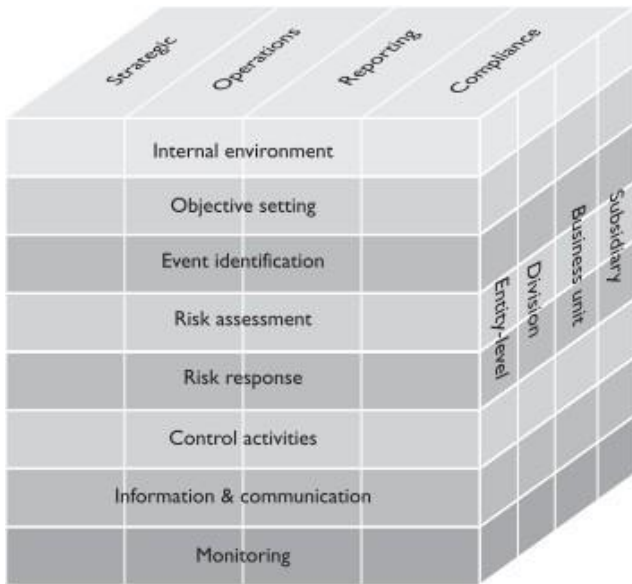 Strategic
Operations
Reporting
Compliance
Internal environment
Objective setting
Event identification
Risk assessment
Risk response
Control activities
Information & communication
Monitoring
Entity-level
Division
Business unit
Subsidiary